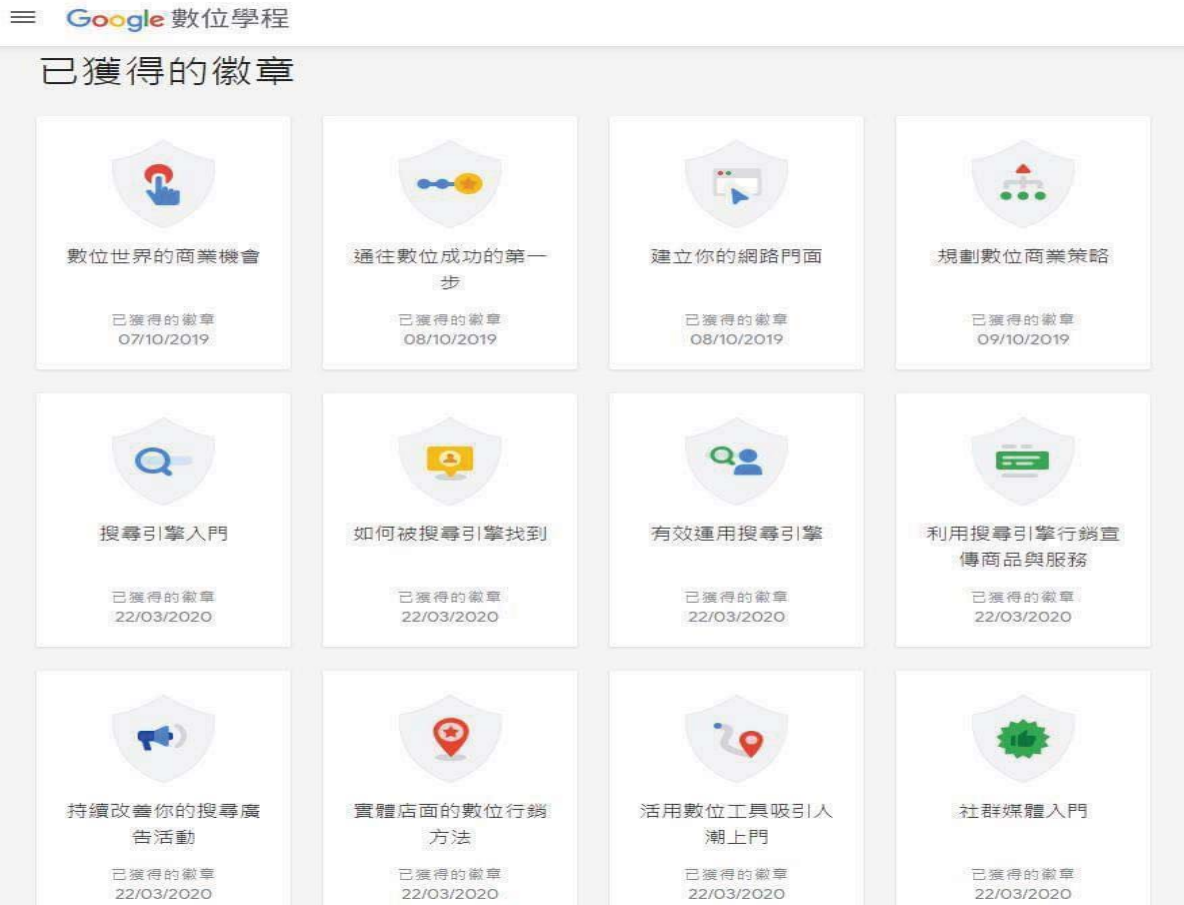 Google 數位學程
已獲得的徽章
數位世界的商業機會
已獲得的徽章
07/10/2019
通往數位成功的第一
步
已獲得的徽章
08/10/2019
建立你的網路門面
已獲得的徽章
08/10/2019
規劃數位商業策略
已獲得的徽章
09/10/2019
搜尋引擎入門
已獲得的徽章
22/03/2020
如何被搜尋引擎找到
已獲得的徽章
22/03/2020
有效運用搜尋引擎
已獲得的徽章
22/03/2020
利用搜尋引擎行銷宣
傳商品與服務
已獲得的徽章
22/03/2020
持續改善你的搜尋廣
告活動
已獲得的徽章
22/03/2020
實體店面的數位行銷
方法
已獲得的徽章
22/03/2020
活用數位工具吸引人
潮上門
已獲得的徽章
22/03/2020
社群媒體入門
已獲得的徽章
22/03/2020